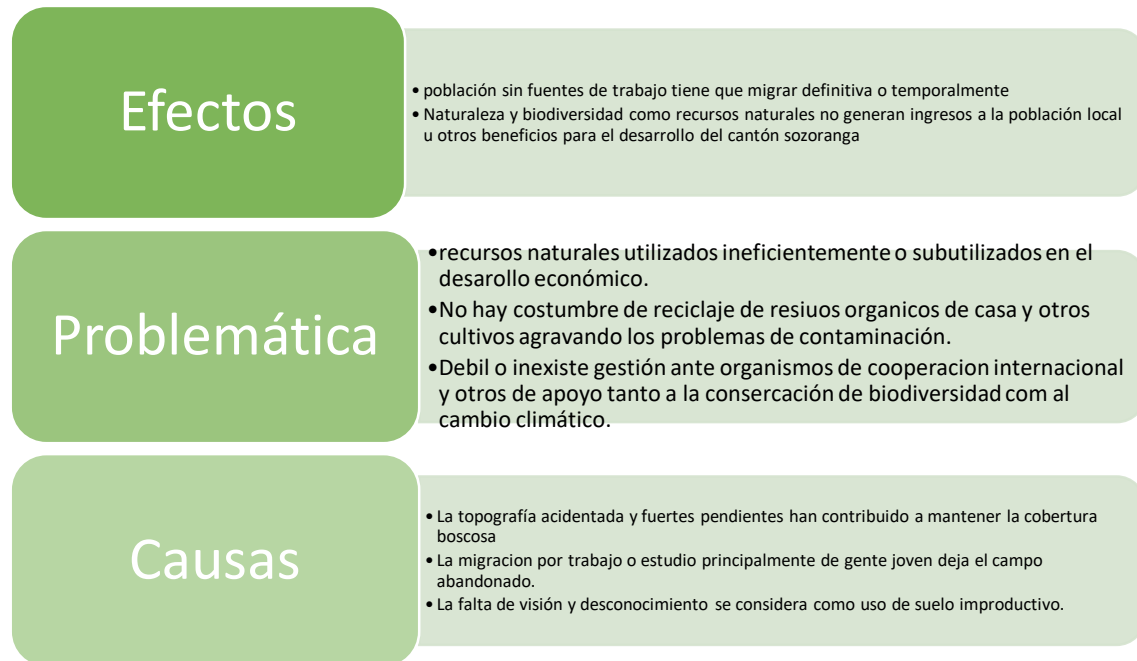 Efectos
• población sin fuentes de trabajo tiene que migrar definitiva o temporalmente
• Naturaleza y biodiversidad como recursos naturales no generan ingresos a la población local
u otros beneficios para el desarrollo del cantón sozoranga
Problemática
•recursos naturales utilizados ineficientemente o subutilizados en el
desarollo económico.
•No hay costumbre de reciclaje de resiuos organicos de casa y otros
cultivos agravando los problemas de contaminación.
•Debil o inexiste gestión ante organismos de cooperacion internacional
y otros de apoyo tanto a la consercación de biodiversidad com al
cambio climático.
Causas
• La topografía acidentada y fuertes pendientes han contribuido a mantener la cobertura
boscosa
• La migracion por trabajo o estudio principalmente de gente joven deja el campo
abandonado.
• La falta de visión y desconocimiento se considera como uso de suelo improductivo.